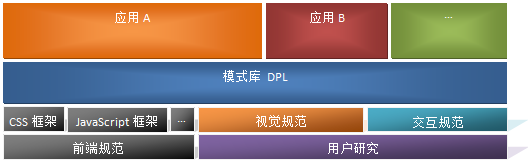 应用 A
应用 B
...
模式库 DPL
CSS 框架
JavaScript 框架
...
视觉规范
交互规范
前端规范
用户研究